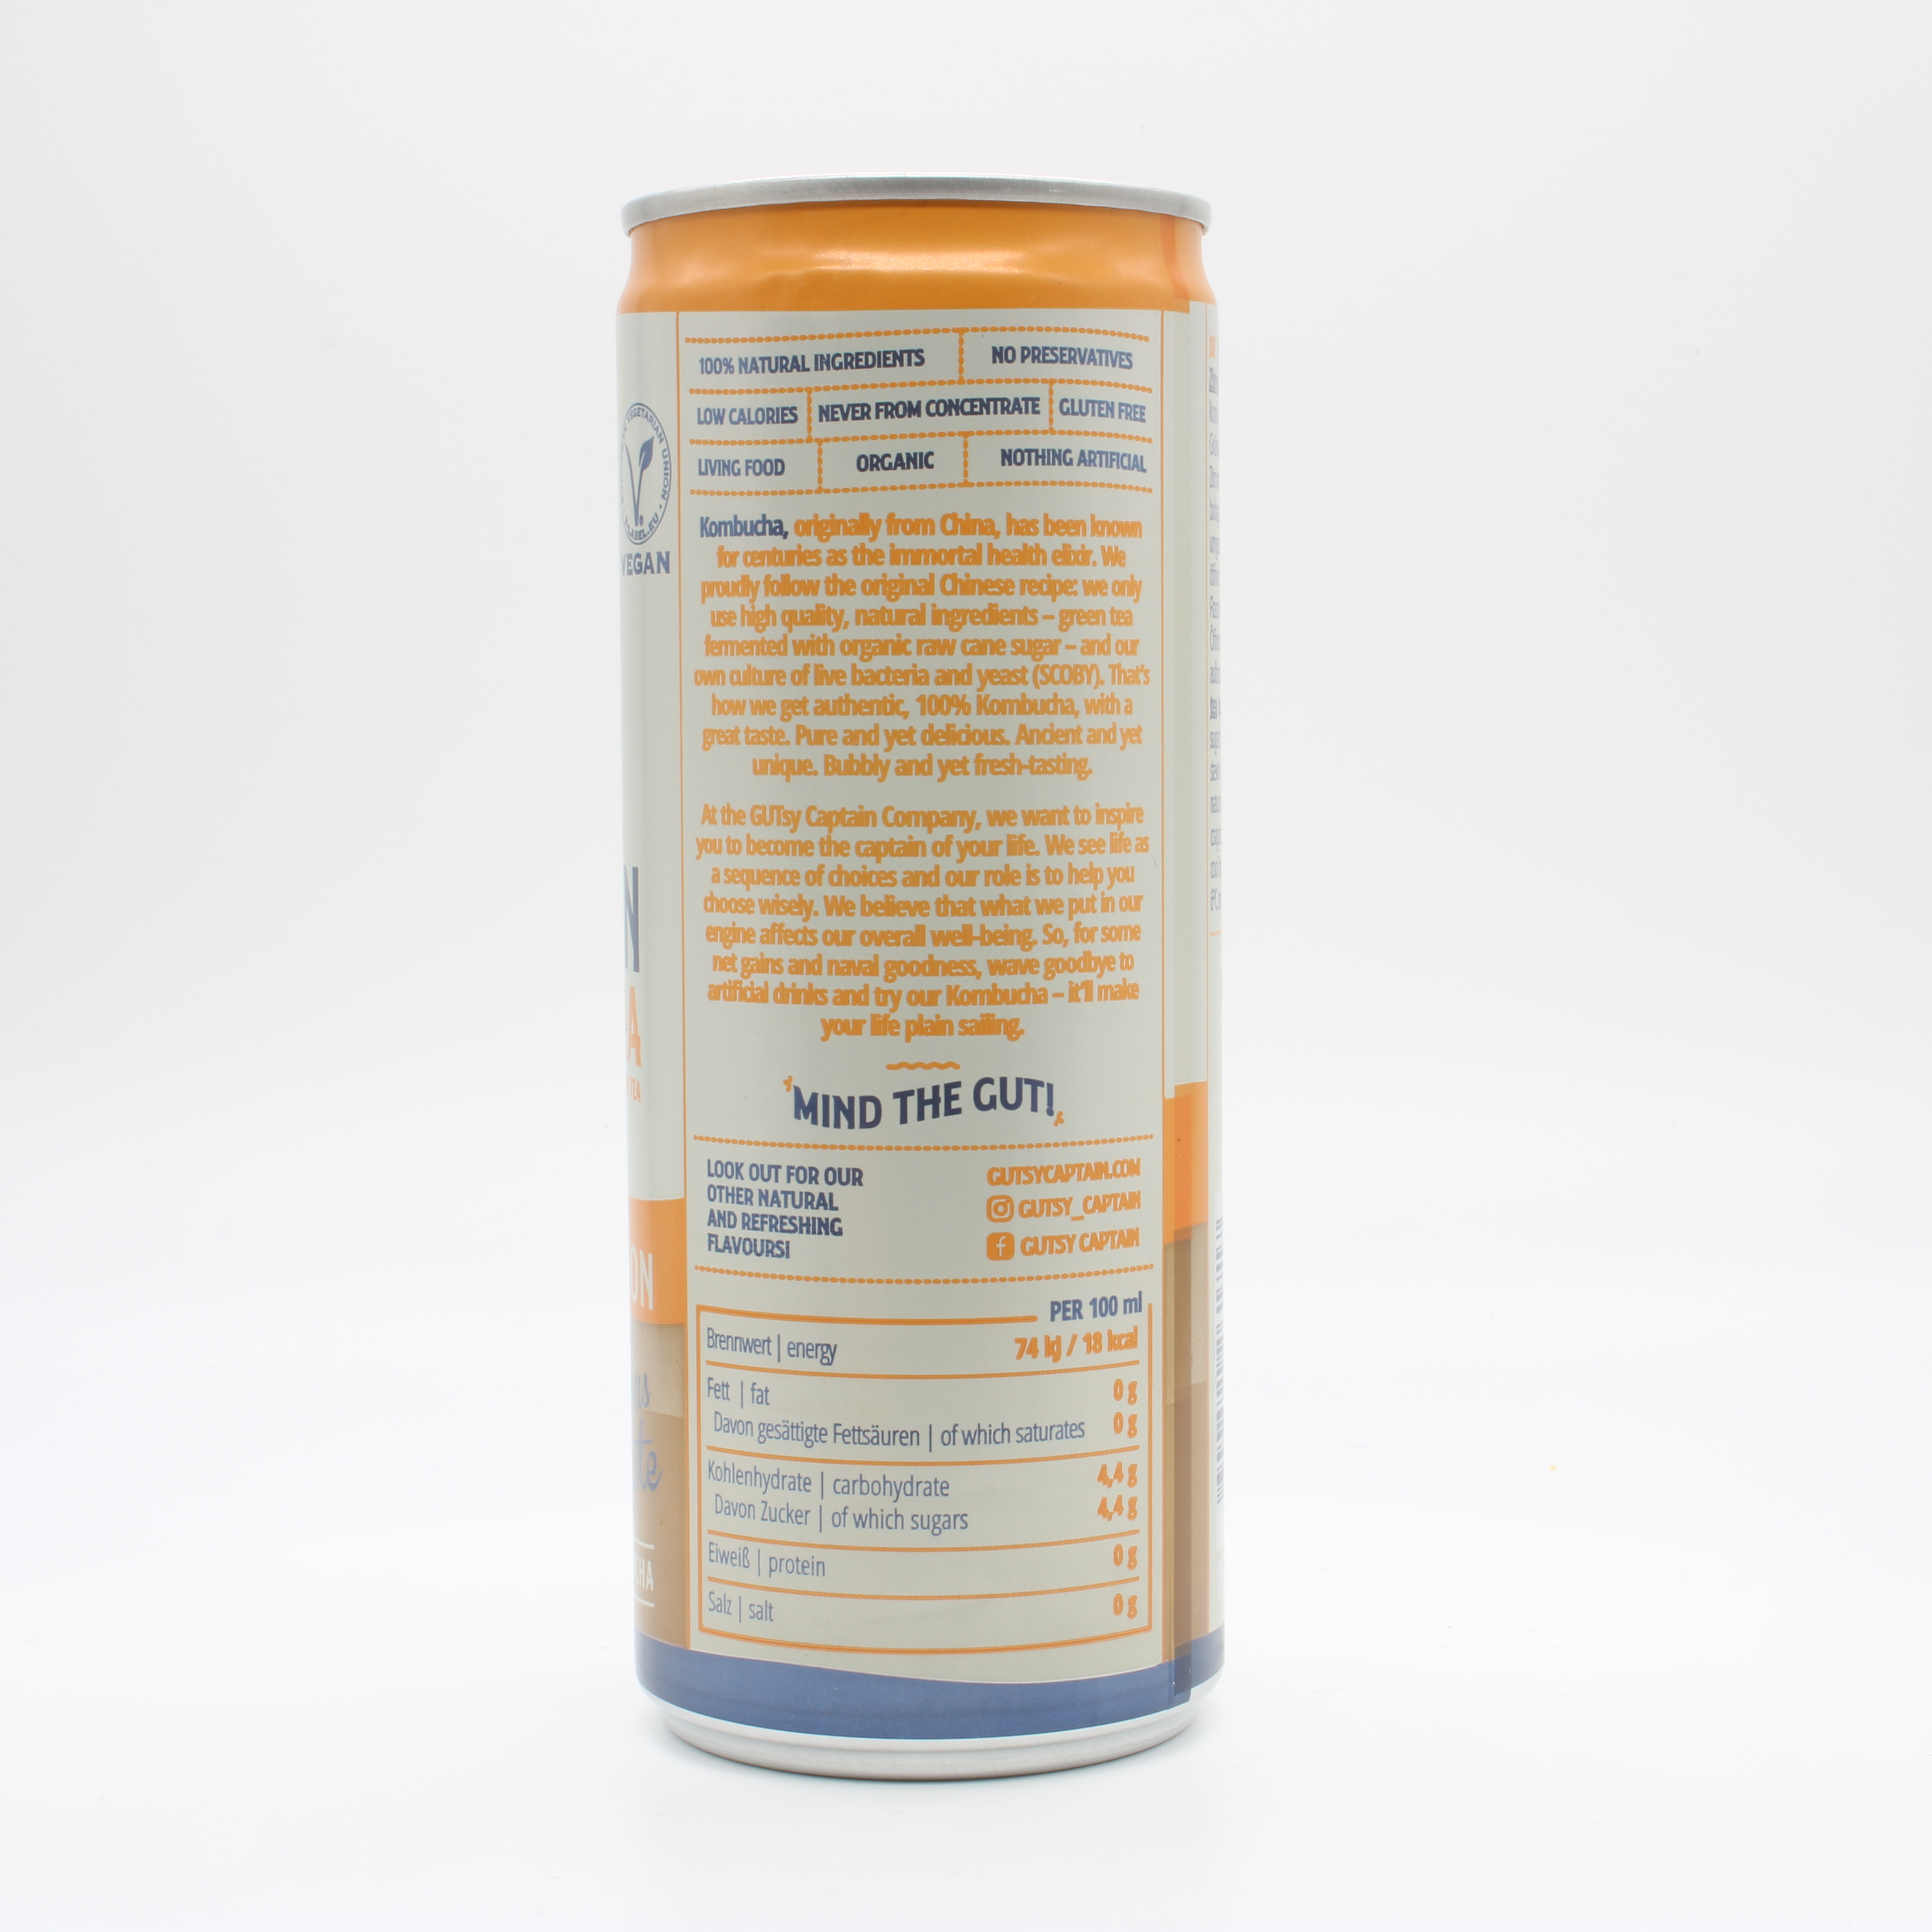 100% NATURAL INGREDIENTS
NO PRESERVATIVES
LOW CALORIES
NEVER FROM CONCENTRATE
GLUTEN FREE
LIVING FOOD
ORGANIC
NOTHING ARTIFICIAL
VEGETARIAN UNION
VEGAN
Kombucha, originally from China, has been known
for centuries as the immortal health elixir. We
proudly follow the original Chinese recipe: we only
use high quality, natural ingredients – green tea
fermented with organic raw cane sugar – and our
own culture of live bacteria and yeast (SCOBY). That's
how we get authentic, 100% Kombucha, with a
great taste. Pure and yet delicious. Ancient and yet
unique. Bubbly and yet fresh-tasting.
At the GUTsy Captain Company, we want to inspire
you to become the captain of your life. We see life as
a sequence of choices and our role is to help you
choose wisely. We believe that what we put in our
engine affects our overall well-being. So, for some
net gains and naval goodness, wave goodbye to
artificial drinks and try our Kombucha – it'll make
your life plain sailing.
MIND THE GUT!
LOOK OUT FOR OUR
OTHER NATURAL
AND REFRESHING
FLAVOURS!
GUTSYCAPTAIN.COM
GUTSY_CAPTAIN
GUTSY CAPTAIN
PER 100 ml
Brennwert | energy 74 kJ / 18 kcal
Fett | fat 0 g
Davon gesättigte Fettsäuren | of which saturates 0 g
Kohlenhydrate | carbohydrate 4,4 g
Davon Zucker | of which sugars 4,4 g
Eiweiß | protein 0 g
Salz | salt 0 g